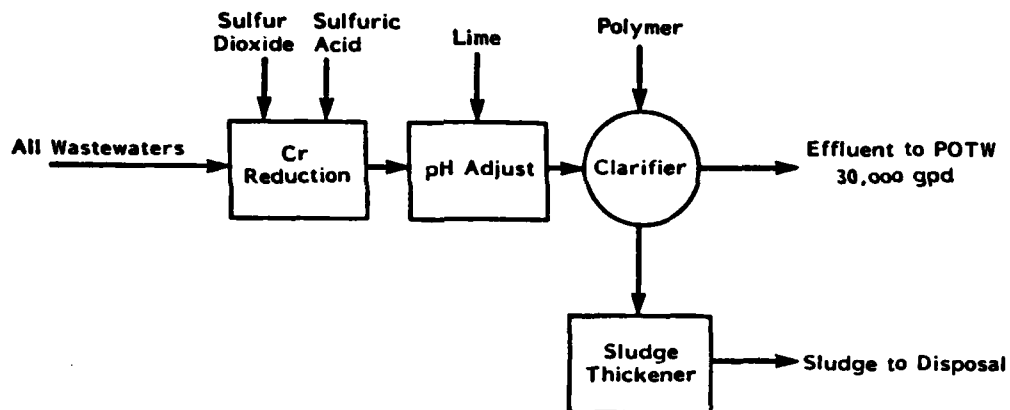 Sulfur
Dioxide
Sulfuric
Acid
Lime
Polymer
All Wastewaters
Cr
Reduction
pH Adjust
Clarifier
Effluent to POTW
30,000 gpd
Sludge
Thickener
Sludge to Disposal